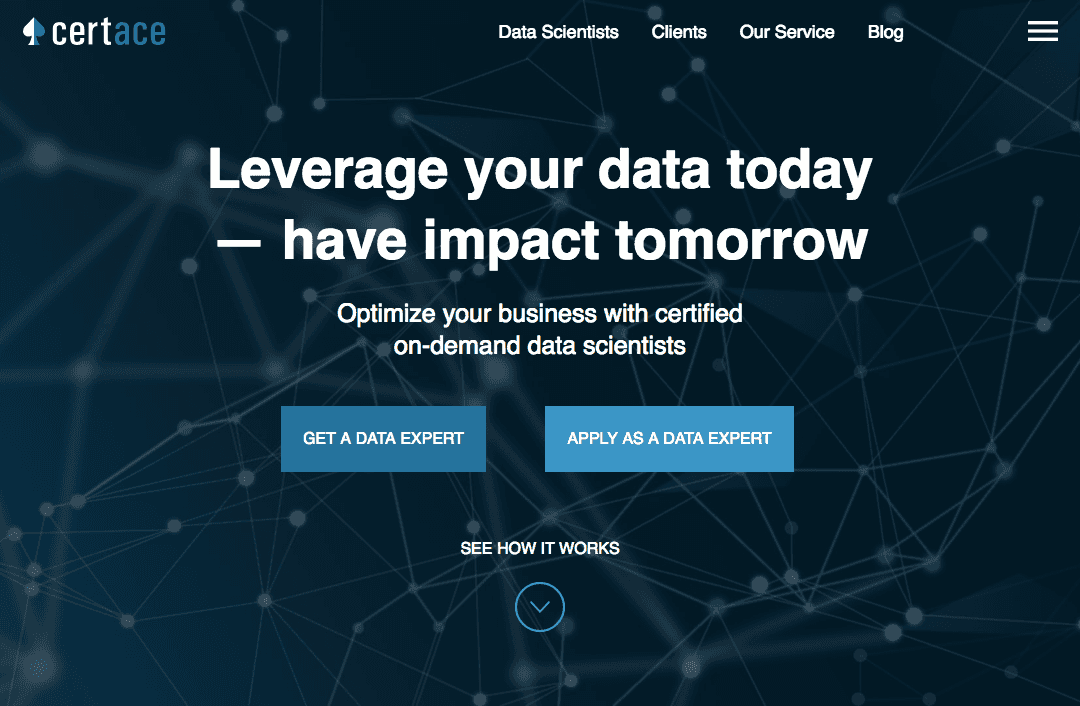 certace
Data Scientists
Clients
Our Service
Blog
Leverage your data today
— have impact tomorrow
Optimize your business with certified
on-demand data scientists
GET A DATA EXPERT
APPLY AS A DATA EXPERT
SEE HOW IT WORKS